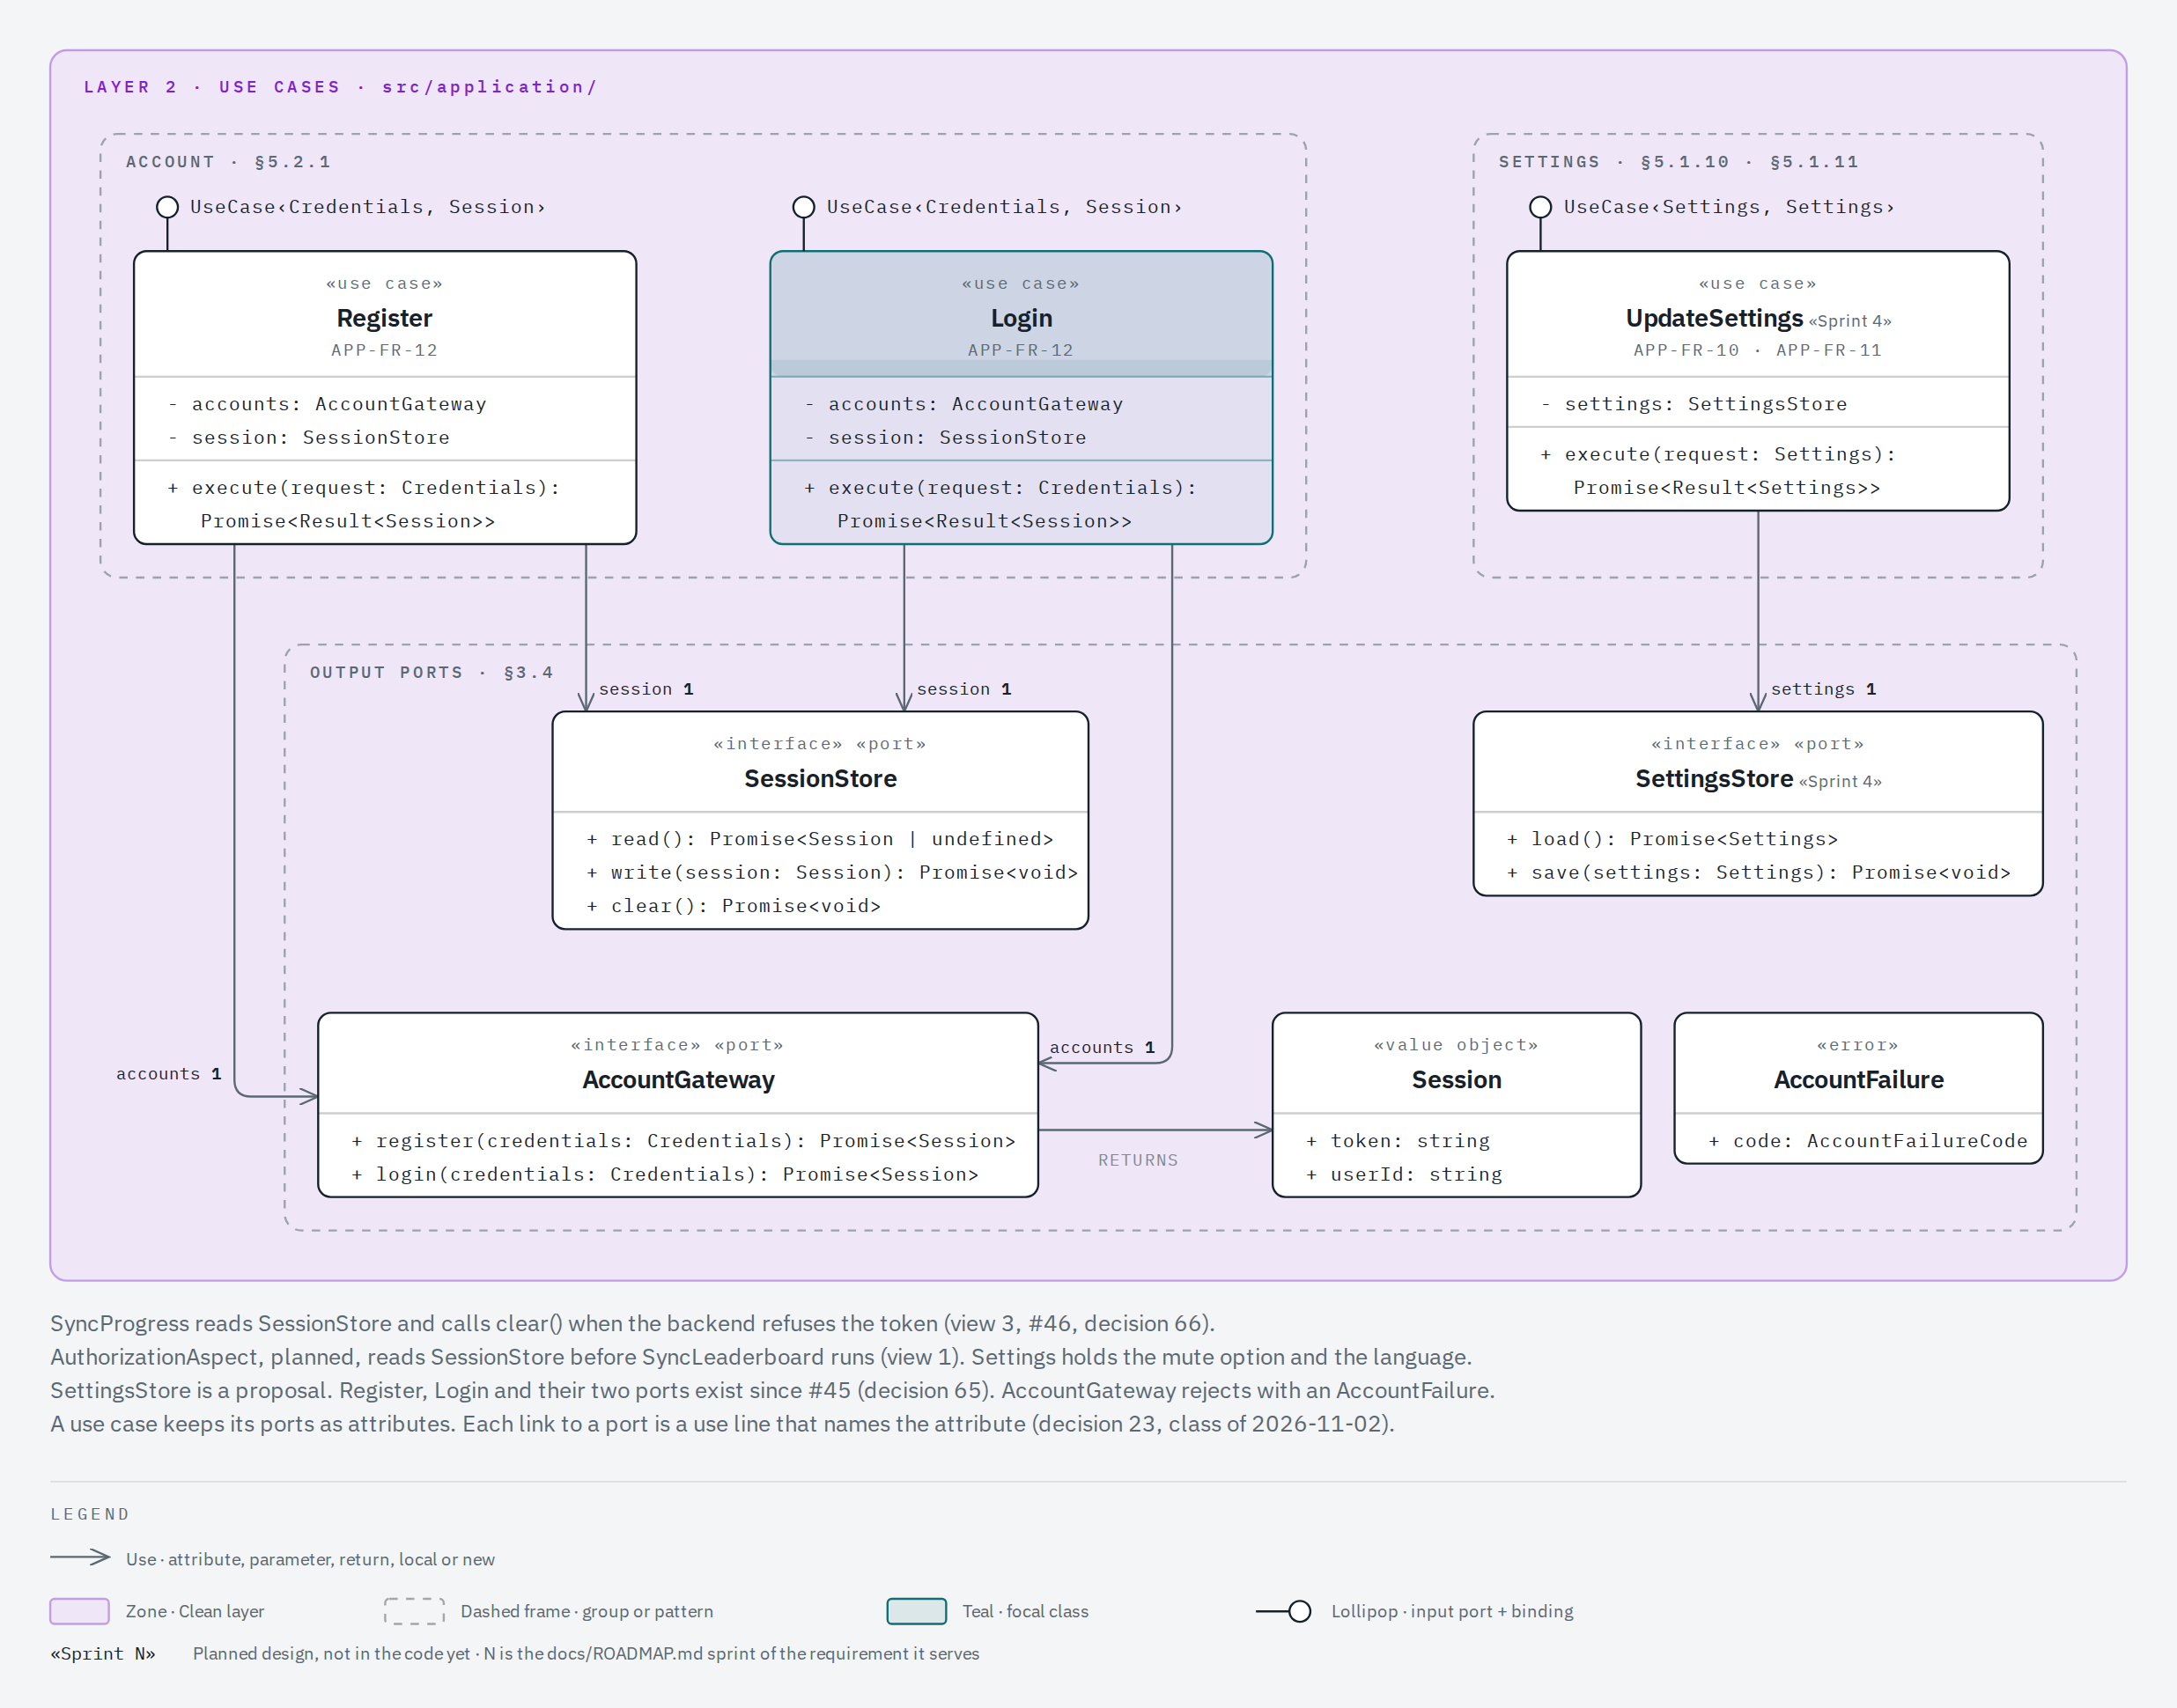 LAYER 2 · USE CASES · src/application/
ACCOUNT · §5.2.1
UseCase‹Credentials, Session›
«use case»
Register
APP-FR-12
- accounts: AccountGateway
- session: SessionStore
+ execute(request: Credentials):
Promise<Result<Session>>
UseCase‹Credentials, Session›
«use case»
Login
APP-FR-12
- accounts: AccountGateway
- session: SessionStore
+ execute(request: Credentials):
Promise<Result<Session>>
SETTINGS · §5.1.10 · §5.1.11
UseCase‹Settings, Settings›
«use case»
UpdateSettings «Sprint 4»
APP-FR-10 · APP-FR-11
- settings: SettingsStore
+ execute(request: Settings):
Promise<Result<Settings>>
OUTPUT PORTS · §3.4
session 1
session 1
settings 1
«interface» «port»
SessionStore
+ read(): Promise<Session | undefined>
+ write(session: Session): Promise<void>
+ clear(): Promise<void>
«interface» «port»
SettingsStore «Sprint 4»
+ load(): Promise<Settings>
+ save(settings: Settings): Promise<void>
accounts 1
«interface» «port»
AccountGateway
+ register(credentials: Credentials): Promise<Session>
+ login(credentials: Credentials): Promise<Session>
accounts 1
RETURNS
«value object»
Session
+ token: string
+ userId: string
«error»
AccountFailure
+ code: AccountFailureCode
SyncProgress reads SessionStore and calls clear() when the backend refuses the token (view 3, #46, decision 66).
AuthorizationAspect, planned, reads SessionStore before SyncLeaderboard runs (view 1). Settings holds the mute option and the language.
SettingsStore is a proposal. Register, Login and their two ports exist since #45 (decision 65). AccountGateway rejects with an AccountFailure.
A use case keeps its ports as attributes. Each link to a port is a use line that names the attribute (decision 23, class of 2026-11-02).
LEGEND
Use · attribute, parameter, return, local or new
Zone · Clean layer
Dashed frame · group or pattern
Teal · focal class
Lollipop · input port + binding
«Sprint N» Planned design, not in the code yet · N is the docs/ROADMAP.md sprint of the requirement it serves